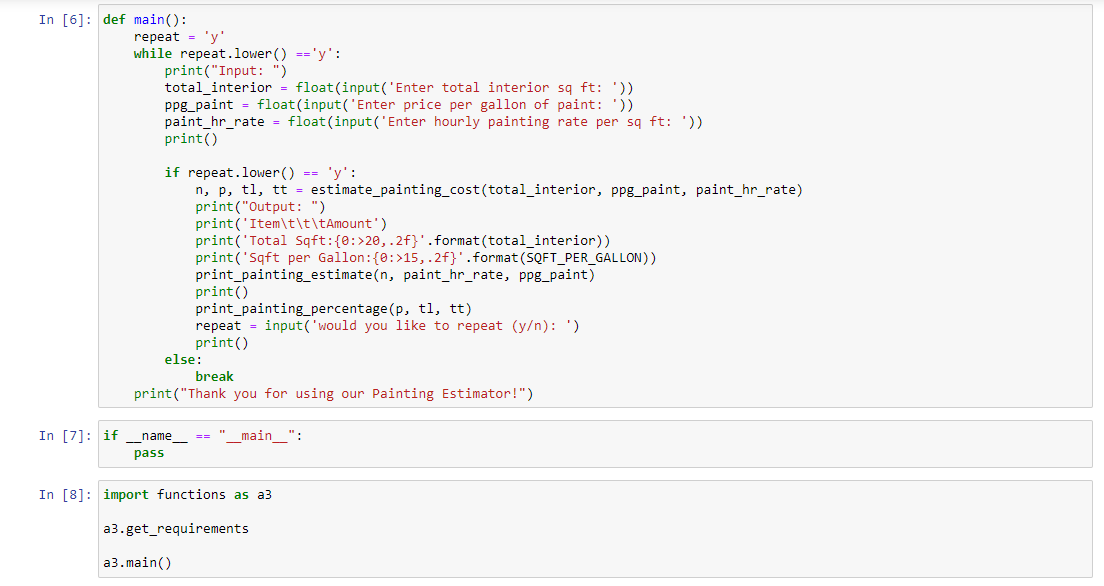 In [6]: def main():
    repeat = 'y'
    while repeat.lower() =='y':
        print("Input: ")
        total_interior = float(input('Enter total interior sq ft: '))
        ppg_paint = float(input('Enter price per gallon of paint: '))
        paint_hr_rate = float(input('Enter hourly painting rate per sq ft: '))
        print()

        if repeat.lower() == 'y':
            n, p, tl, tt = estimate_painting_cost(total_interior, ppg_paint, paint_hr_rate)
            print("Output: ")
            print('Item\t\t\tAmount')
            print('Total Sqft:{0:>20,.2f}'.format(total_interior))
            print('Sqft per Gallon:{0:>15,.2f}'.format(SQFT_PER_GALLON))
            print_painting_estimate(n, paint_hr_rate, ppg_paint)
            print()
            print_painting_percentage(p, tl, tt)
            repeat = input('would you like to repeat (y/n): ')
            print()
        else:
            break
    print("Thank you for using our Painting Estimator!")
In [7]: if __name__ == "__main__":
    pass
In [8]: import functions as a3

a3.get_requirements

a3.main()